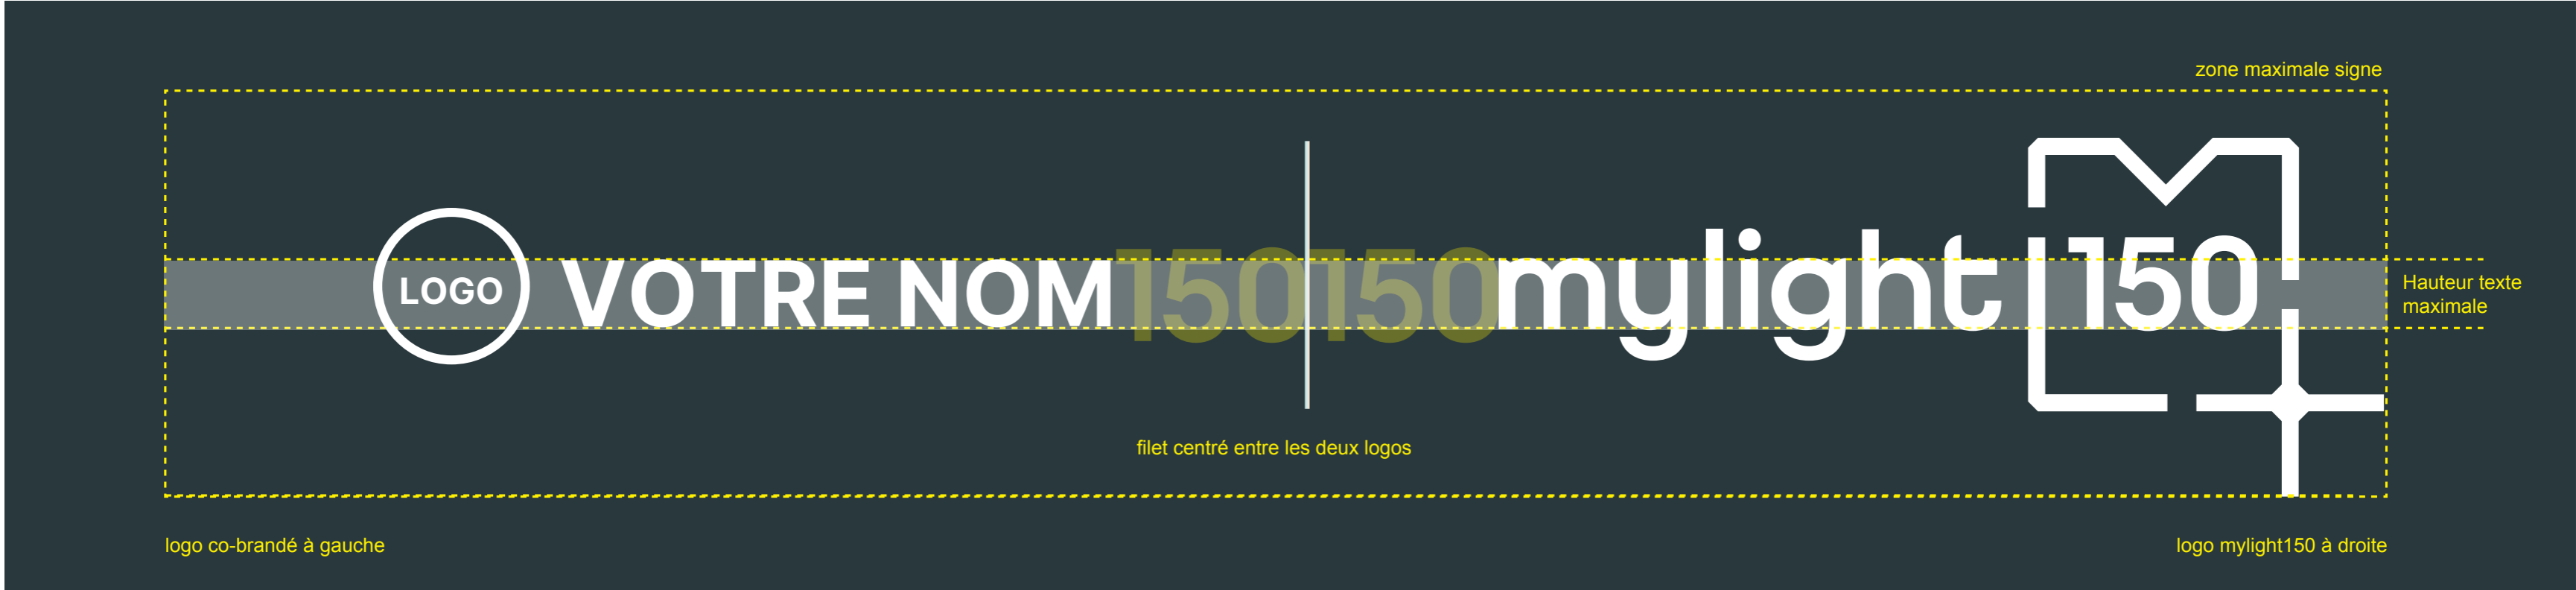 zone maximale signe
LOGO VOTRE NOM 150 150 mylight 150
Hauteur texte
maximale
filet centré entre les deux logos
logo co-brandé à gauche
logo mylight150 à droite